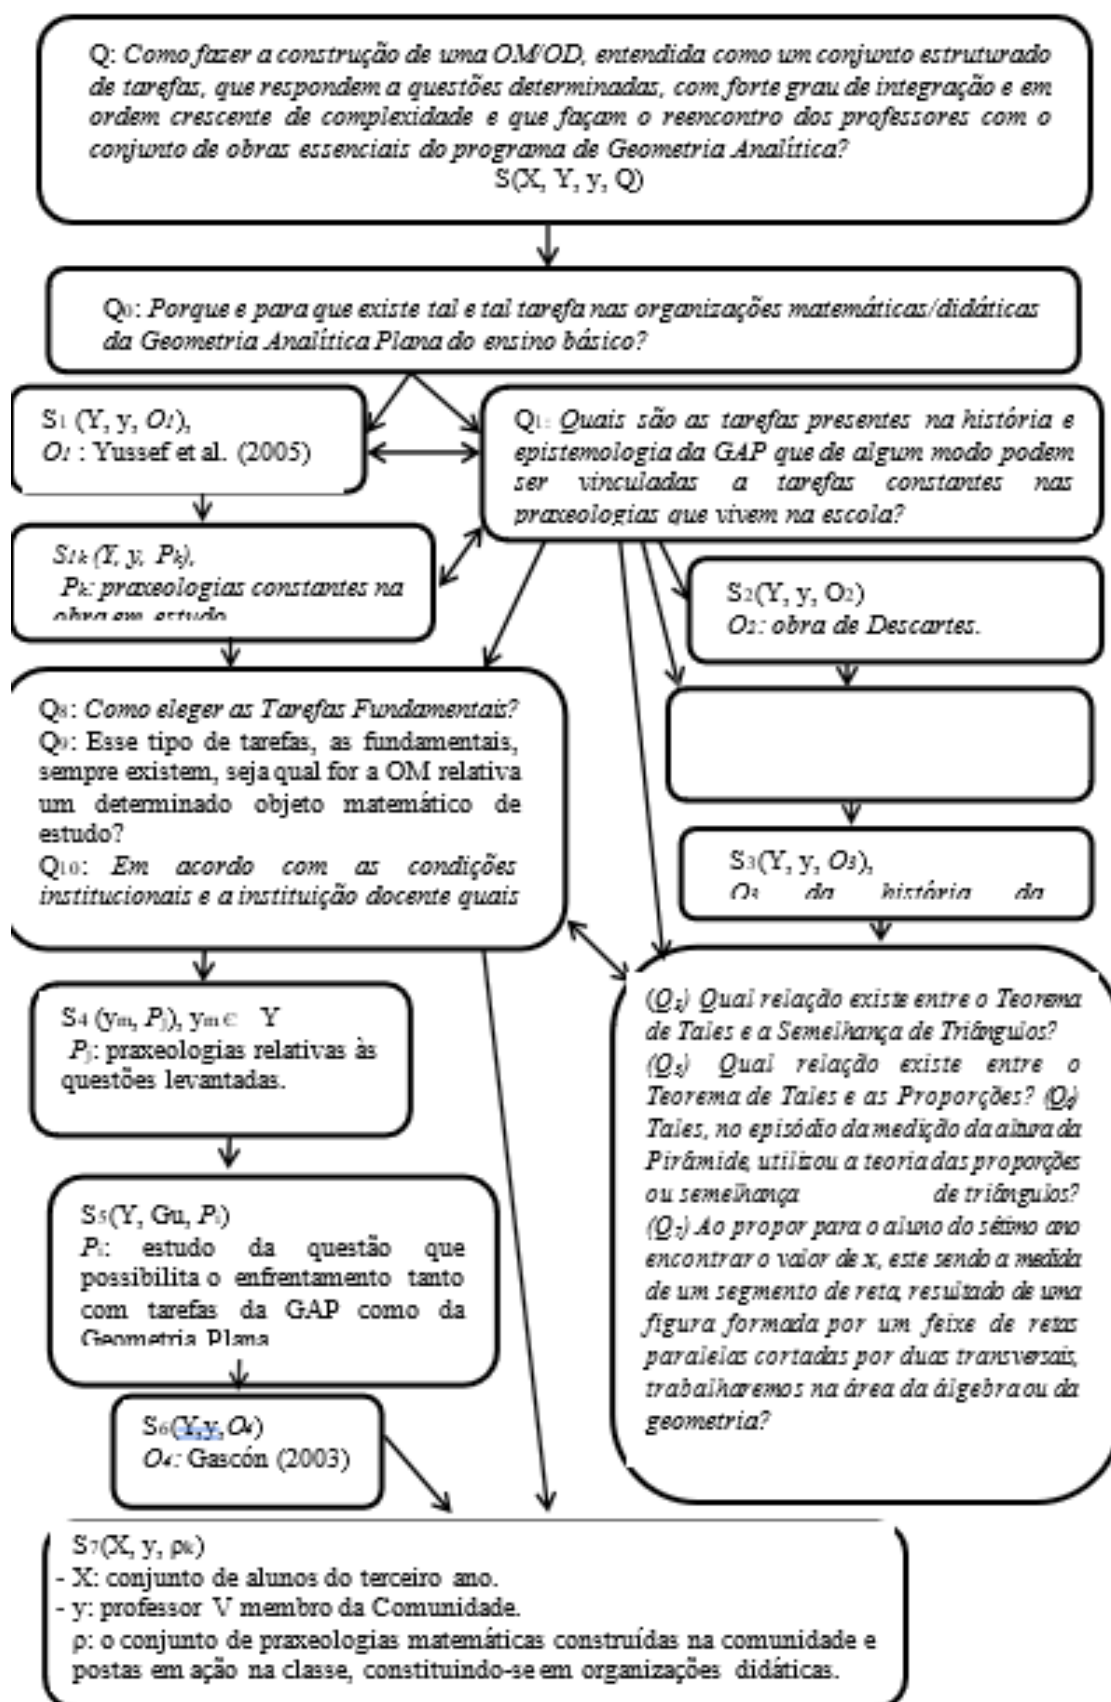 Q: Como fazer a construção de uma OM/OD, entendida como um conjunto estruturado
de tarefas, que respondem a questões determinadas, com forte grau de integração e em
ordem crescente de complexidade e que façam o reencontro dos professores com o
conjunto de obras essenciais do programa de Geometria Analítica?
S(X, Y, y, Q)
Q0: Porque e para que existe tal e tal tarefa nas organizações matemáticas/didáticas
da Geometria Analítica Plana do ensino básico?
S1 (Y, y, O1),
O1 : Yussef et al. (2005)
Q1: Quais são as tarefas presentes na história e
epistemologia da GAP que de algum modo podem
ser vinculadas a tarefas constantes nas
praxeologias que vivem na escola?
S1k (Y, y, Pk),
Pk: praxeologias constantes na
obra em estudo
S2(Y, y, O2)
O2: obra de Descartes.
Q8: Como eleger as Tarefas Fundamentais?
Q9: Esse tipo de tarefas, as fundamentais,
sempre existem, seja qual for a OM relativa
um determinado objeto matemático de
estudo?
Q10: Em acordo com as condições
institucionais e a instituição docente quais
S3(Y, y, O3),
O3 da história da
S4 (ym, Pj), ym ∈ Y
Pj: praxeologias relativas às
questões levantadas.
S5(Y, Gu, Pi)
Pi: estudo da questão que
possibilita o enfrentamento tanto
com tarefas da GAP como da
Geometria Plana
S6(Y,y,O4)
O4: Gascón (2003)
Qual relação existe entre o Teorema
de Tales e a Semelhança de Triângulos?
(Q5) Qual relação existe entre o
Teorema de Tales e as Proporções? (Q6)
Tales, no episódio da medição da altura da
Pirâmide, utilizou a teoria das proporções
ou semelhança de triângulos?
(Q7) Ao propor para o aluno do sétimo ano
encontrar o valor de x, este sendo a medida
de um segmento de reta, resultado de uma
figura formada por um feixe de retas
paralelas cortadas por duas transversais,
trabalharemos na área da álgebra ou da
geometria?
S7(X, y, ρk)
- X: conjunto de alunos do terceiro ano.
- y: professor V membro da Comunidade.
ρ: o conjunto de praxeologias matemáticas construídas na comunidade e
postas em ação na classe, constituindo-se em organizações didáticas.